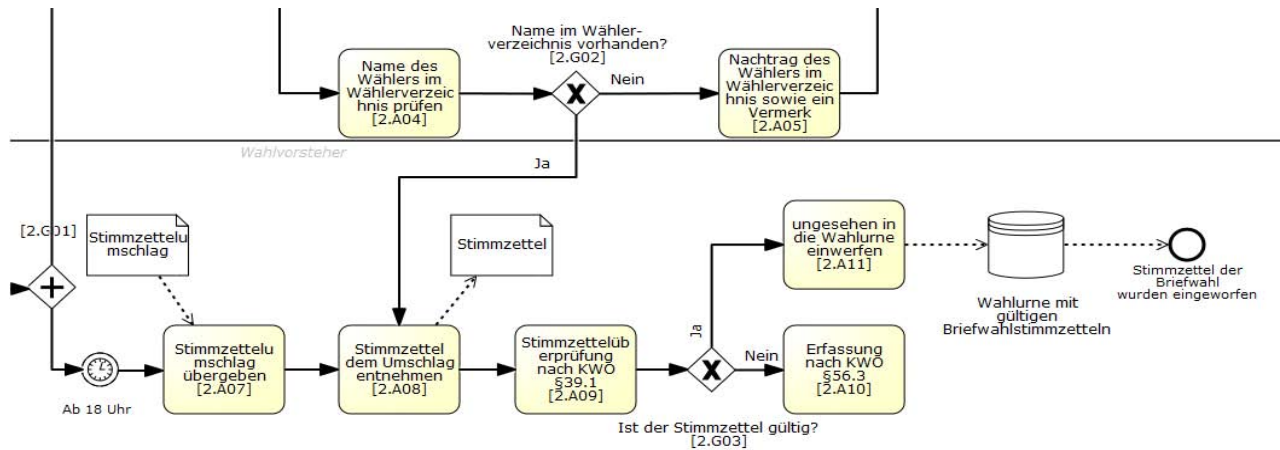 Name im Wähler-
verzeichnis vorhanden?
[2.G02]
Name des
Wählers im
Wählerverzeic
hnis prüfen
[2.A04]
Nein
Nachtrag des
Wählers im
Wählerverzeic
hnis sowie ein
Vermerk
[2.A05]
Wahlvorsteher
Ja
[2.G01]
Stimmzettelu
mschlag
Stimmzettel
ungesehen in
die Wahlurne
einwerfen
[2.A11]
Stimmzettel der
Briefwahl
wurden eingeworfen
Wahlurne mit
gültigen
Briefwahlstimmzetteln
Ab 18 Uhr
Stimmzettelu
mschlag
übergeben
[2.A07]
Stimmzettel
dem Umschlag
entnehmen
[2.A08]
Stimmzettelüb
erprüfung
nach KWO
§39.1
[2.A09]
Ja
Nein
Erfassung
nach KWO
§56.3
[2.A10]
Ist der Stimmzettel gültig?
[2.G03]